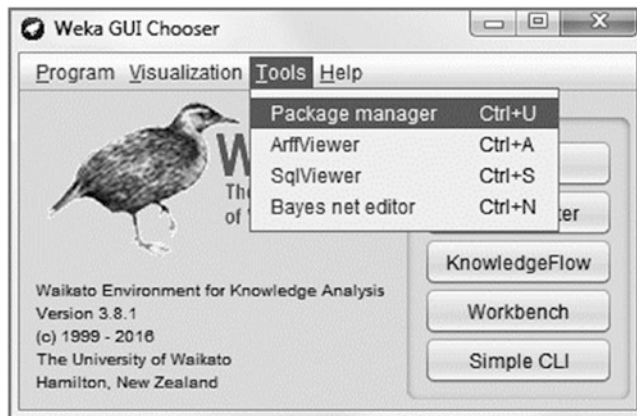 Weka GUI Chooser
Program Visualization Tools Help
Package manager Ctrl+U
ArffViewer Ctrl+A
SqlViewer Ctrl+S
Bayes net editor Ctrl+N
KnowledgeFlow
Workbench
Simple CLI
Waikato Environment for Knowledge Analysis
Version 3.8.1
(c) 1999 - 2016
The University of Waikato
Hamilton, New Zealand